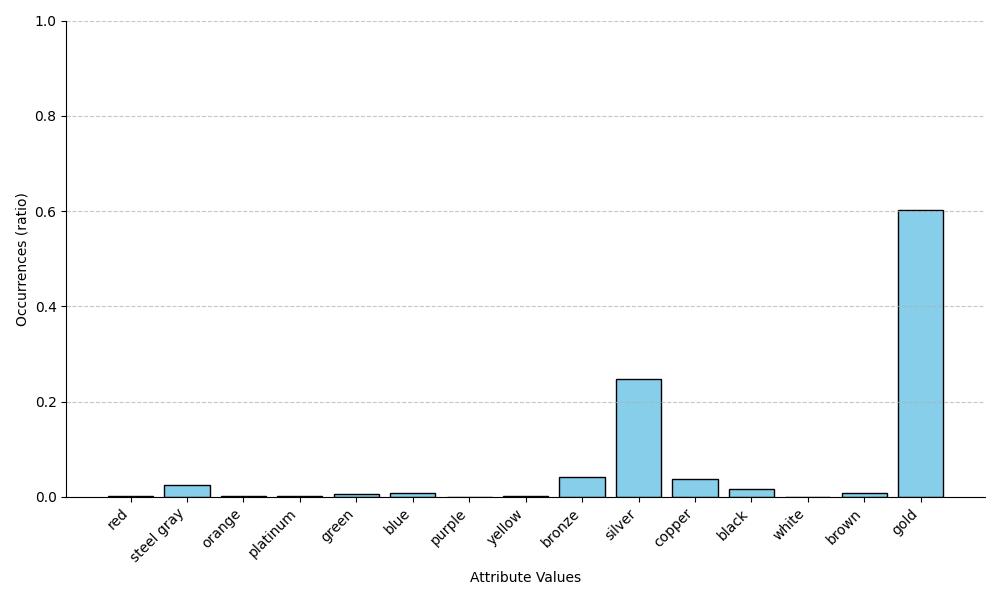 1.0
0.8
0.6
0.4
0.2
0.0
Occurrences (ratio)
red
steel gray
orange
platinum
green
blue
purple
yellow
bronze
silver
copper
black
white
brown
gold
Attribute Values